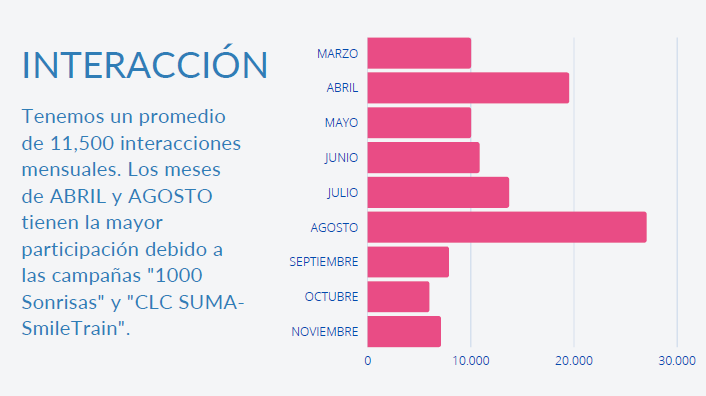 INTERACCIÓN
Tenemos un promedio
de 11,500 interacciones
mensuales. Los meses
de ABRIL y AGOSTO
tienen la mayor
participación debido a
las campañas "1000
Sonrisas" y "CLC SUMA-
SmileTrain".
MARZO
ABRIL
MAYO
JUNIO
JULIO
AGOSTO
SEPTIEMBRE
OCTUBRE
NOVIEMBRE
0 10.000 20.000 30.000